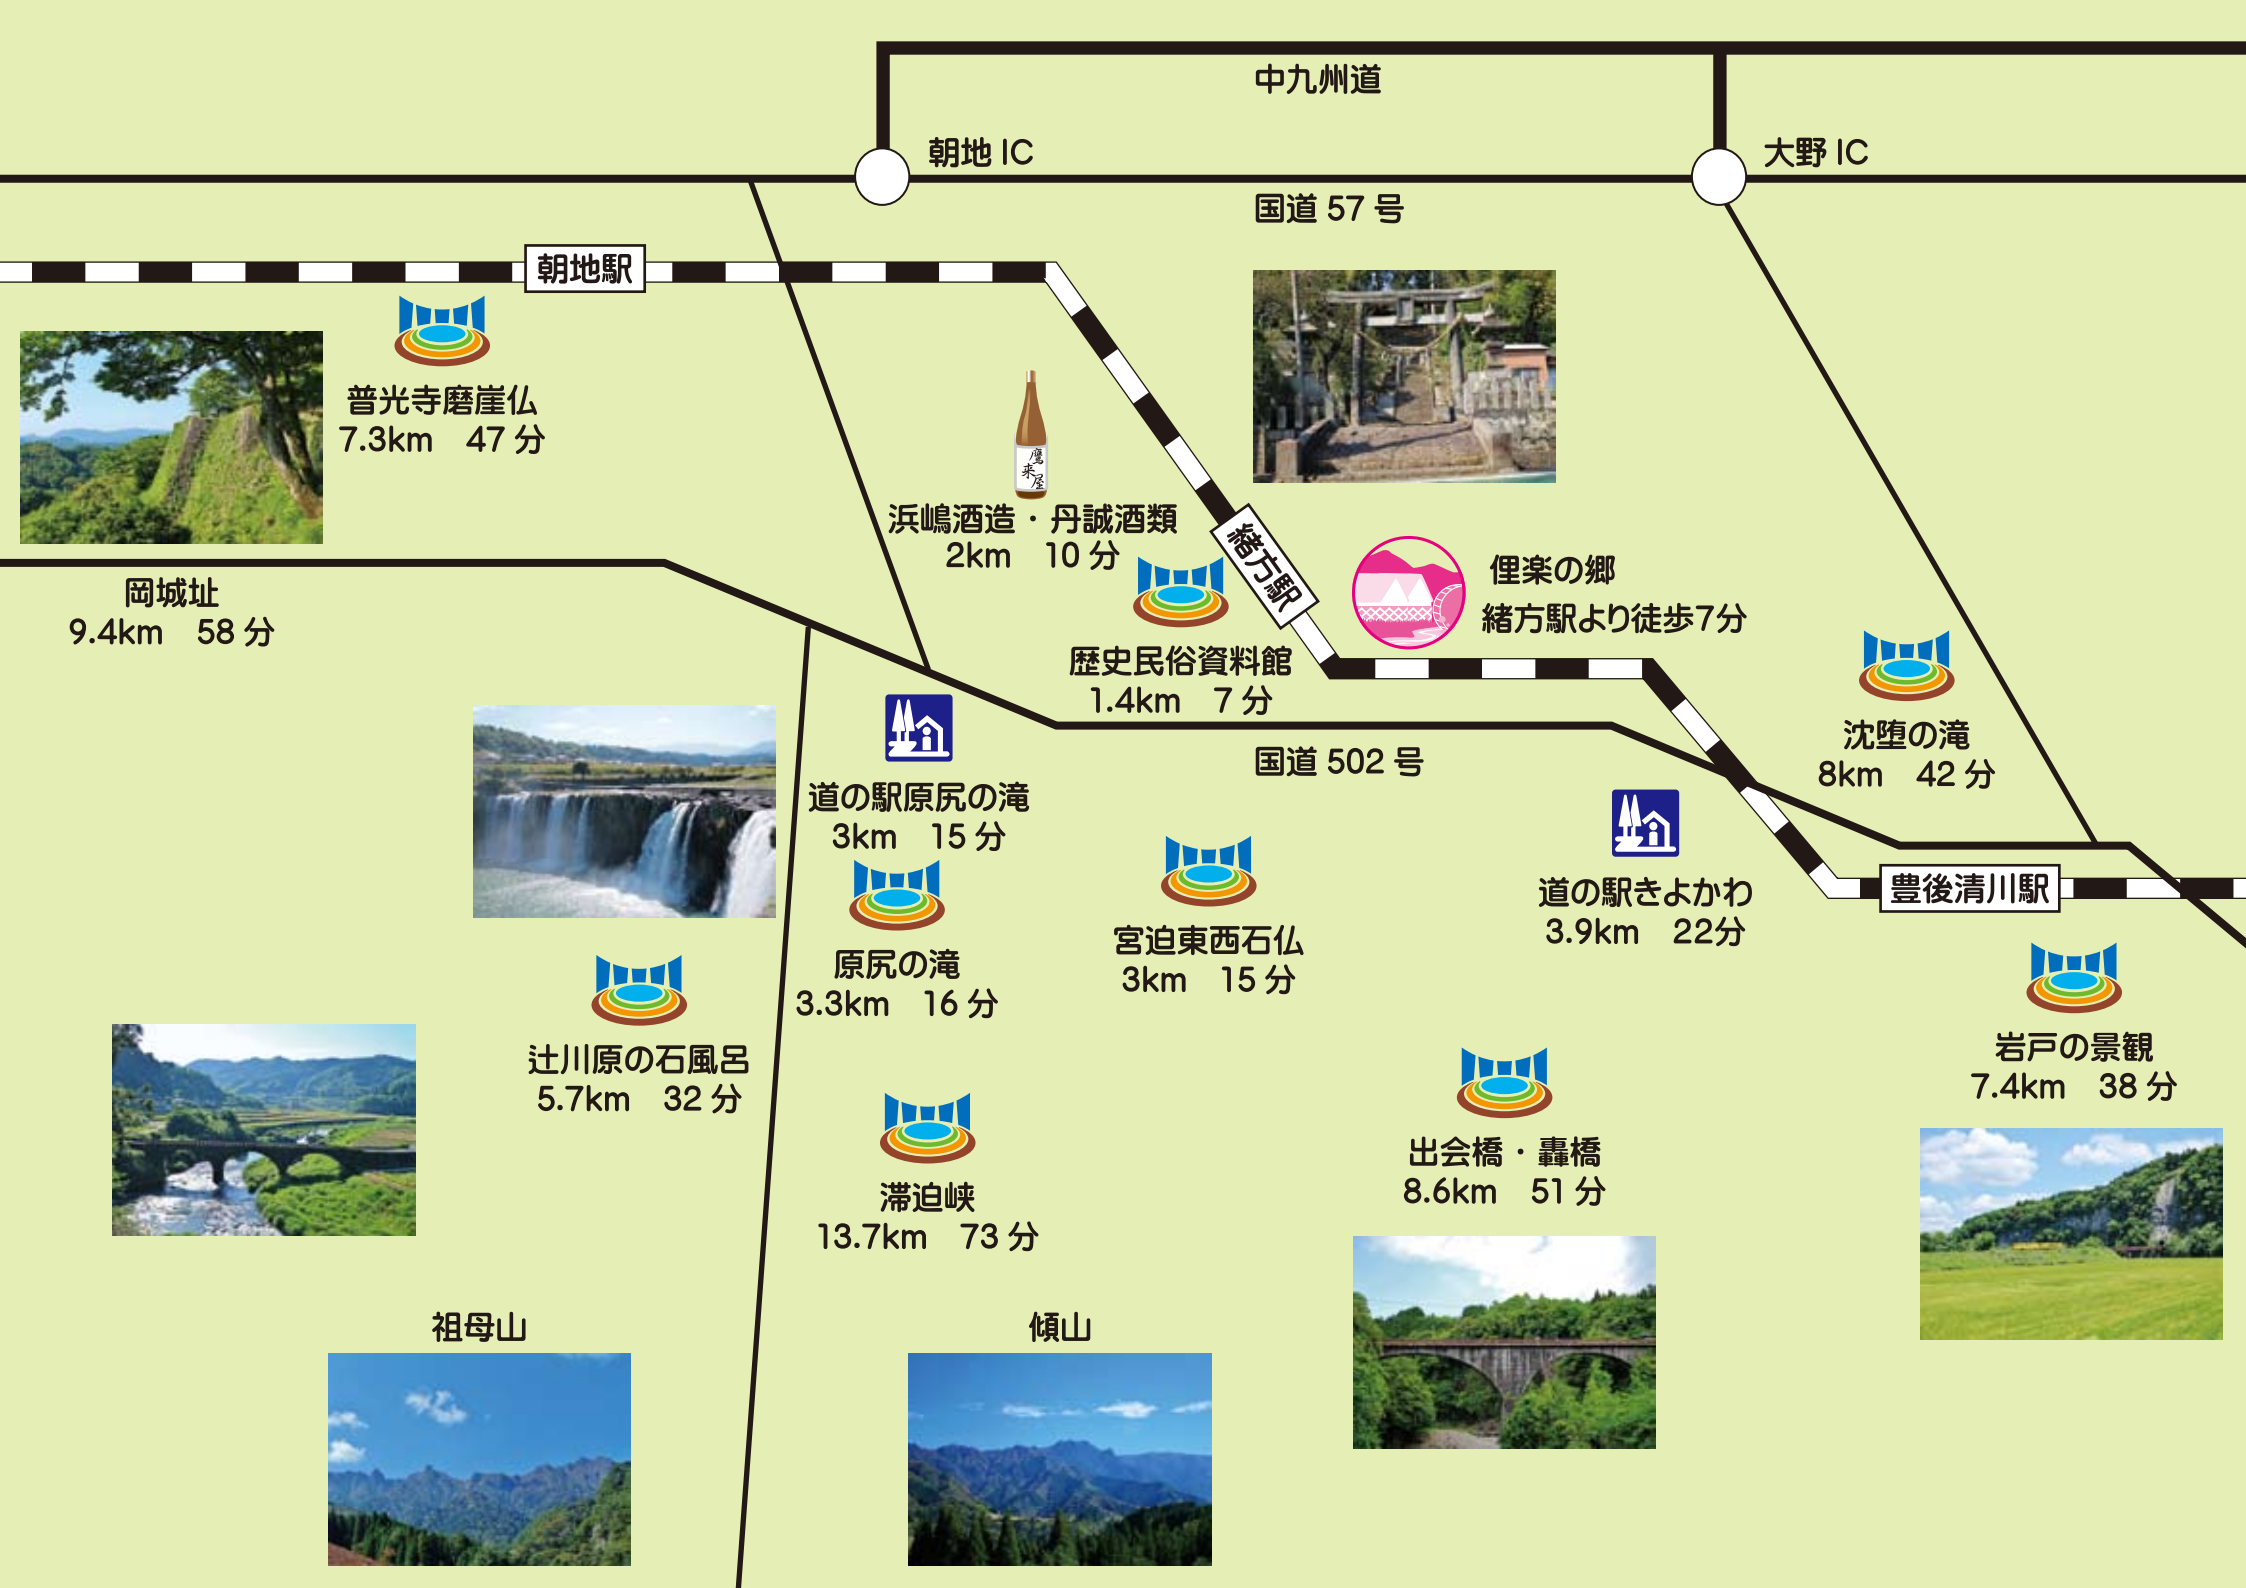 中九州道
朝地 IC
大野 IC
国道 57 号
朝地駅
普光寺磨崖仏
7.3km 47 分
鷹来屋
浜嶋酒造・丹誠酒類
2km 10 分
緒方駅
俚楽の郷
緒方駅より徒歩7分
岡城址
9.4km 58 分
歴史民俗資料館
1.4km 7 分
国道 502 号
沈堕の滝
8km 42 分
道の駅原尻の滝
3km 15 分
原尻の滝
3.3km 16 分
宮迫東西石仏
3km 15 分
道の駅きよかわ
3.9km 22分
豊後清川駅
辻川原の石風呂
5.7km 32 分
岩戸の景観
7.4km 38 分
滞迫峡
13.7km 73 分
出会橋・轟橋
8.6km 51 分
祖母山
傾山